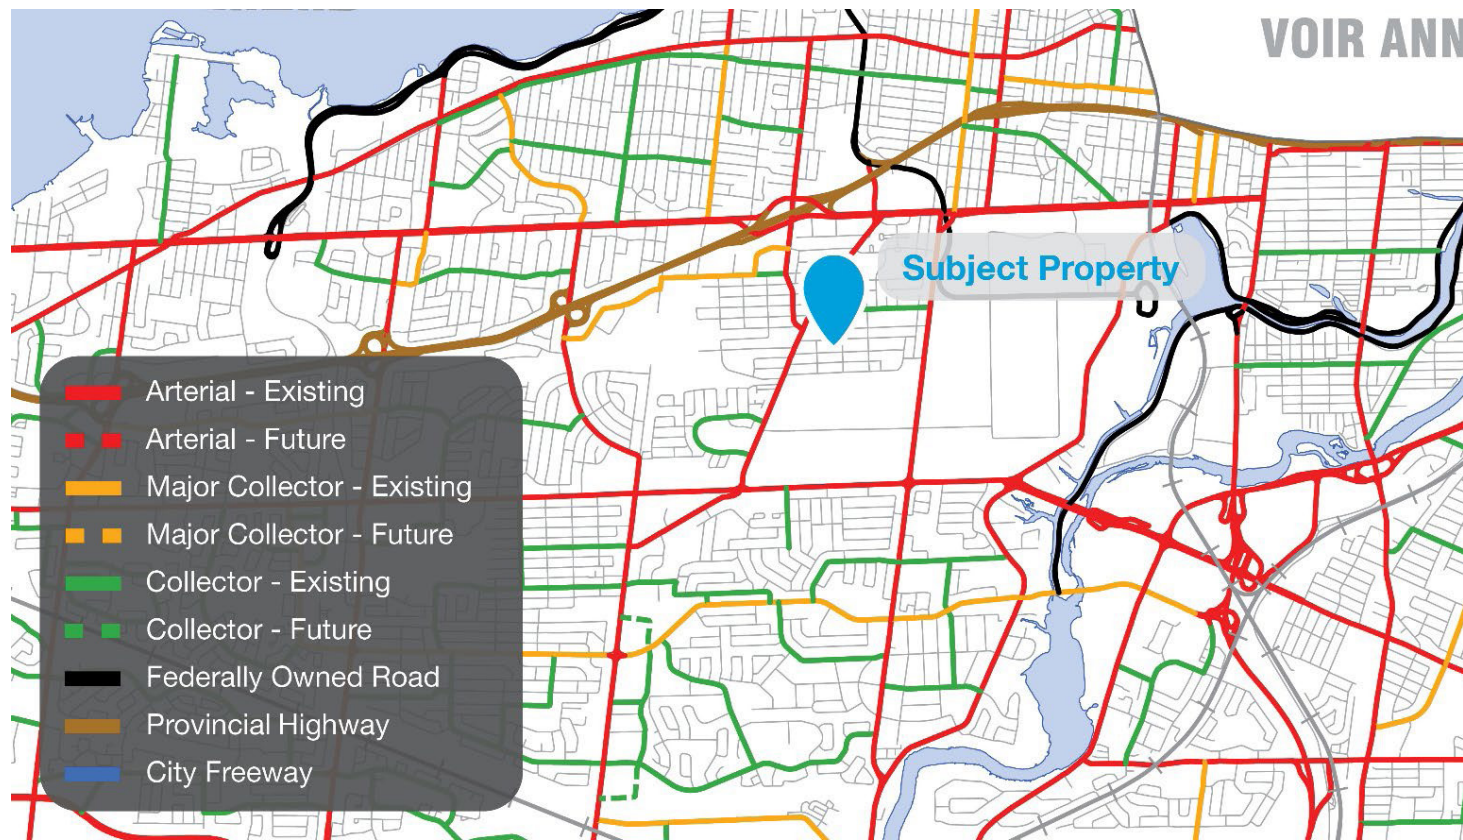 VOIR ANN
Subject Property
Arterial - Existing
Arterial - Future
Major Collector - Existing
Major Collector - Future
Collector - Existing
Collector - Future
Federally Owned Road
Provincial Highway
City Freeway